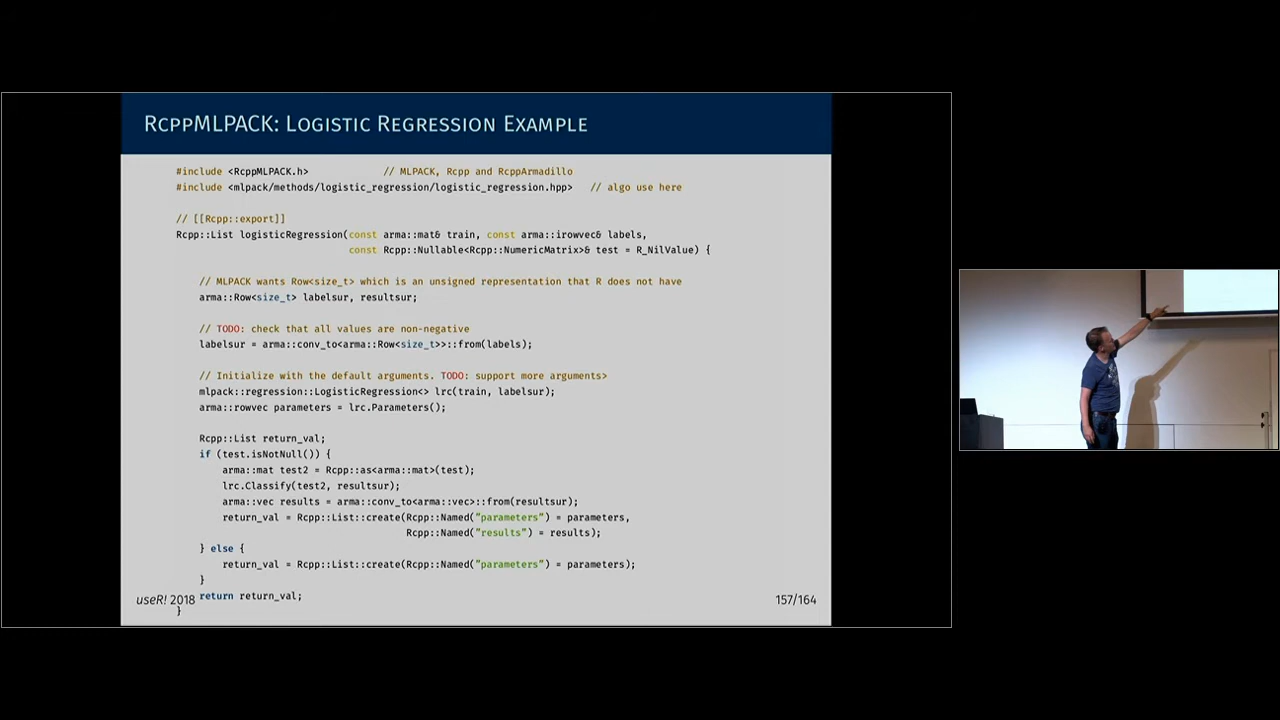 RcppMLPACK: Logistic Regression Example
#include <RcppMLPACK.h> // MLPACK, Rcpp and RcppArmadillo
#include <mlpack/methods/logistic_regression/logistic_regression.hpp> // algo use here
// [[Rcpp::export]]
Rcpp::List logisticRegression(const arma::mat& train, const arma::irowvec& labels,
const Rcpp::Nullable<Rcpp::NumericMatrix>& test = R_NilValue) {
// MLPACK wants Row<size_t> which is an unsigned representation that R does not have
arma::Row<size_t> labelsur, resultsur;
// TODO: check that all values are non-negative
labelsur = arma::conv_to<arma::Row<size_t>>::from(labels);
// Initialize with the default arguments. TODO: support more arguments>
mlpack::regression::LogisticRegression<> lrc(train, labelsur);
arma::rowvec parameters = lrc.Parameters();
Rcpp::List return_val;
if (test.isNotNull()) {
arma::mat test2 = Rcpp::as<arma::mat>(test);
lrc.Classify(test2, resultsur);
arma::vec results = arma::conv_to<arma::vec>::from(resultsur);
return_val = Rcpp::List::create(Rcpp::Named("parameters") = parameters,
Rcpp::Named("results") = results);
} else {
return_val = Rcpp::List::create(Rcpp::Named("parameters") = parameters);
}
return return_val;
}
useR! 2018
157/164